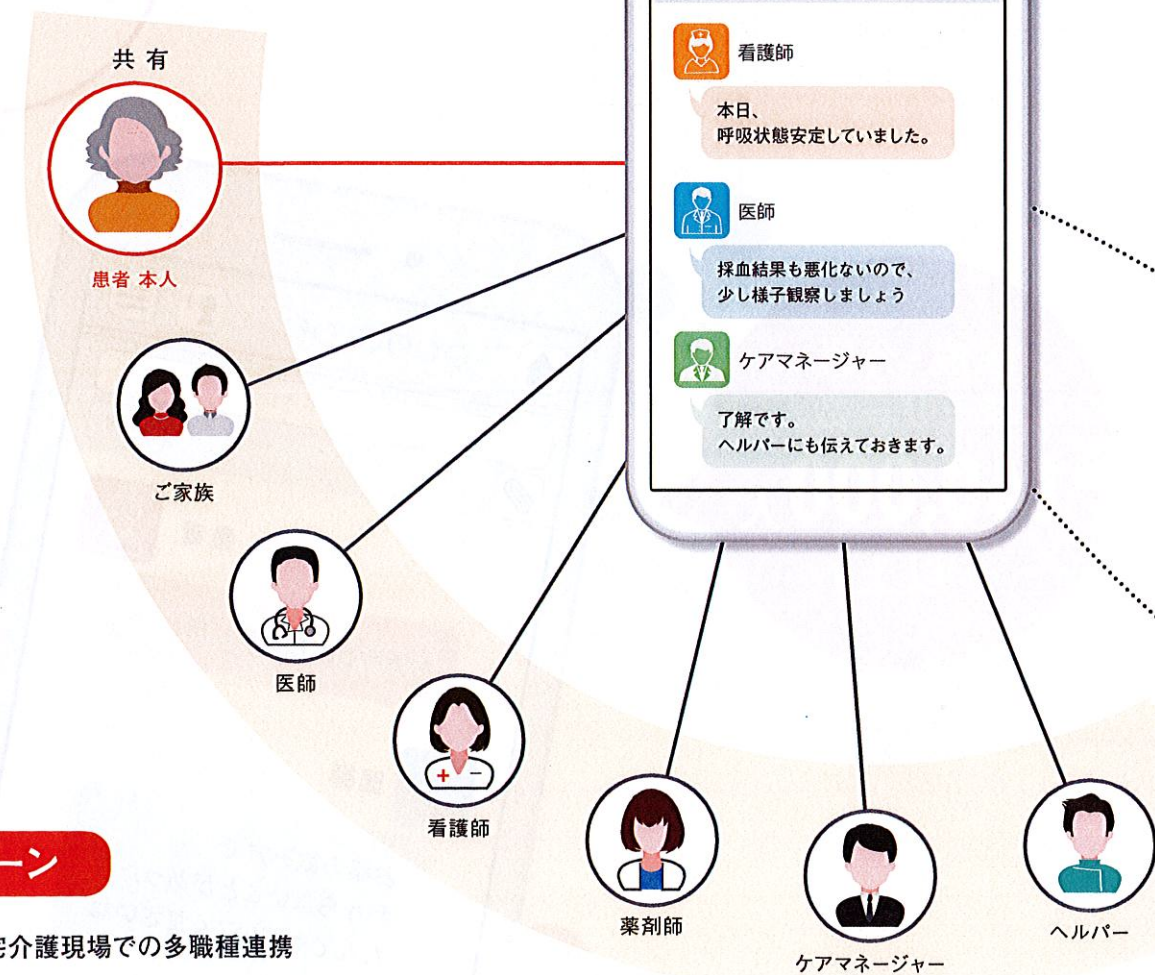 共有
患者 本人
ご家族
医師
看護師
薬剤師
ケアマネージャー
ヘルパー
看護師
本日、
呼吸状態安定していました。
医師
採血結果も悪化ないので、
少し様子観察しましょう
ケアマネージャー
了解です。
ヘルパーにも伝えておきます。
ーン
宅介護現場での多職種連携